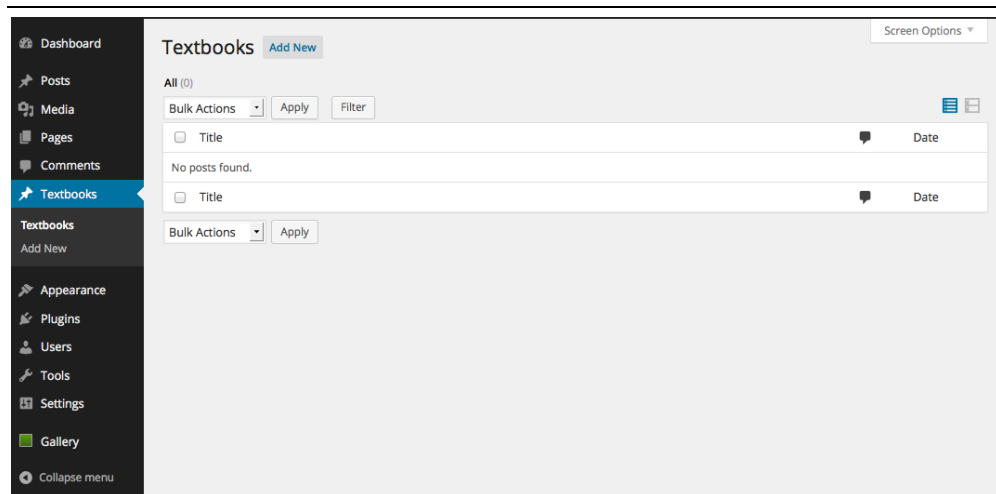 Dashboard
Posts
Media
Pages
Comments
Textbooks
Textbooks
Add New
Appearance
Plugins
Users
Tools
Settings
Gallery
Collapse menu
Screen Options
Textbooks Add New
All (0)
Bulk Actions Apply Filter
Title Date
No posts found.
Title Date
Bulk Actions Apply